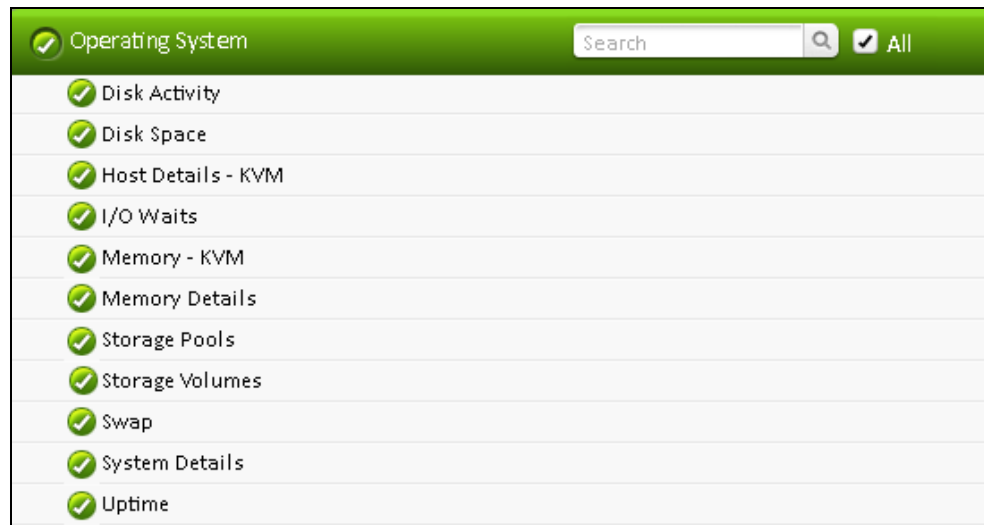 Operating System
Search
All
Disk Activity
Disk Space
Host Details - KVM
I/O Waits
Memory - KVM
Memory Details
Storage Pools
Storage Volumes
Swap
System Details
Uptime